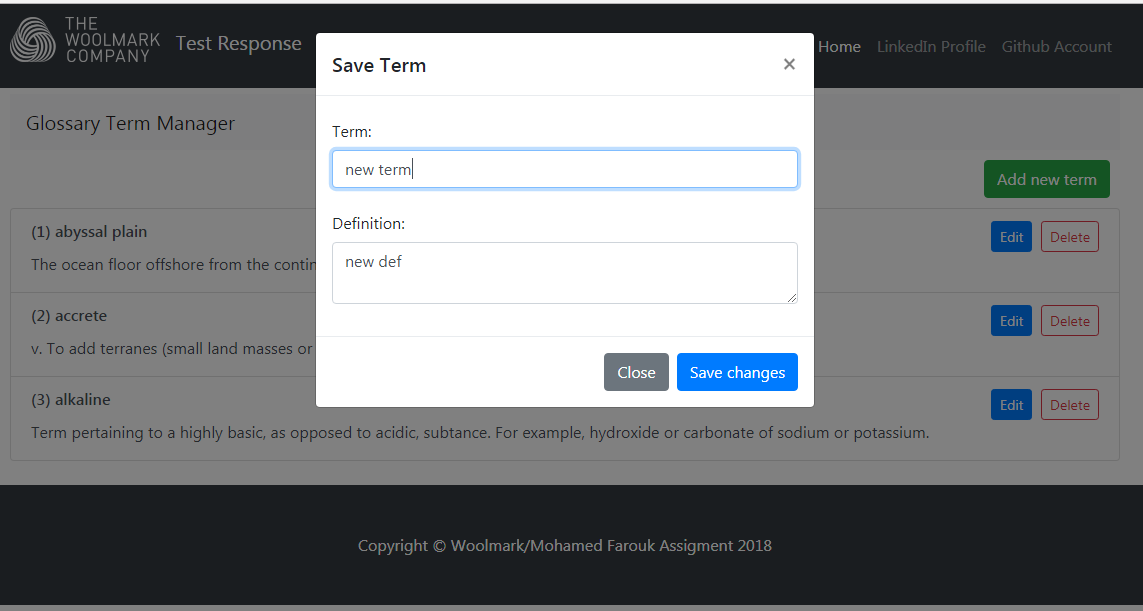 THE
WOOLMARK
COMPANY
Test Response
Home LinkedIn Profile Github Account
Save Term ×
Glossary Term Manager
Term:
new term
Add new term
Definition:
new def
(1) abyssal plain
Edit Delete
The ocean floor offshore from the contin
(2) accrete
Edit Delete
v. To add terranes (small land masses or
Close Save changes
(3) alkaline
Edit Delete
Term pertaining to a highly basic, as opposed to acidic, subtance. For example, hydroxide or carbonate of sodium or potassium.
Copyright © Woolmark/Mohamed Farouk Assigment 2018